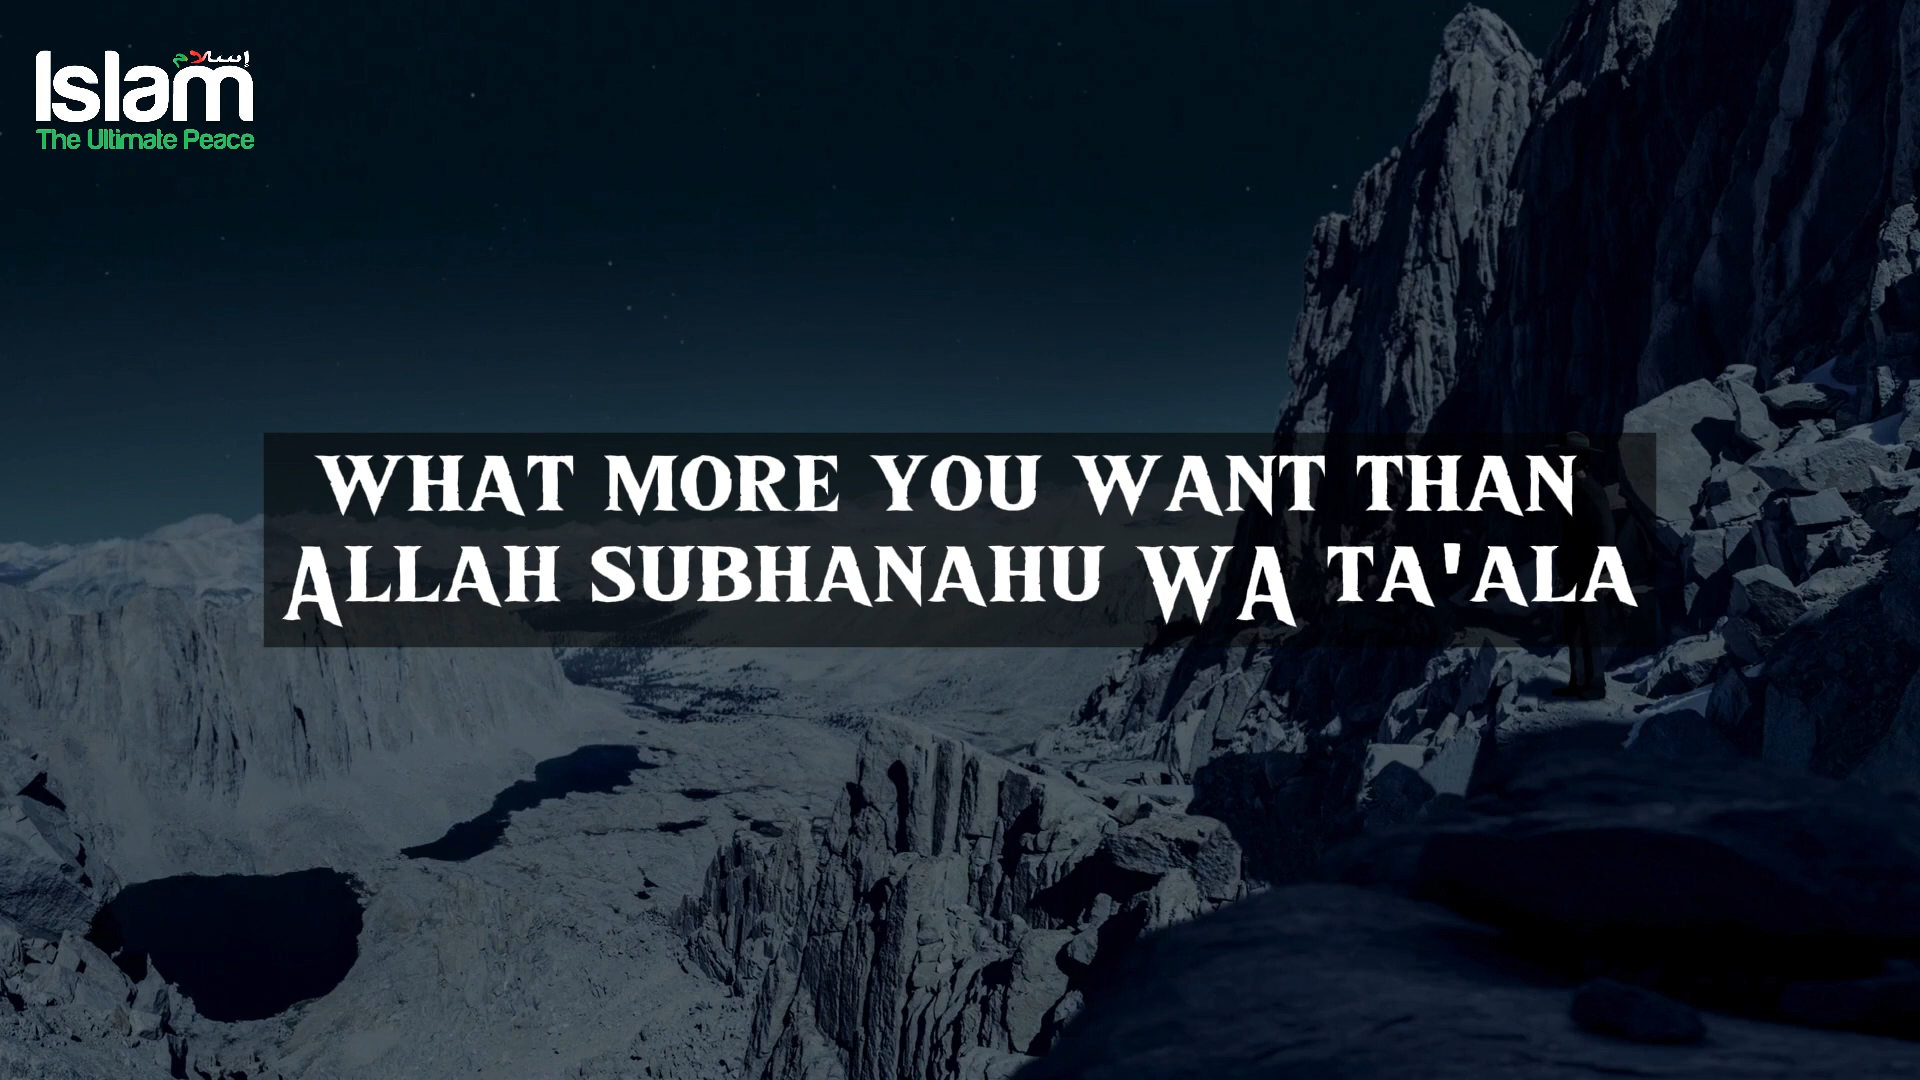 Islam
إسلام
The Ultimate Peace
WHAT MORE YOU WANT THAN
ALLAH SUBHANAHU WA TA'ALA